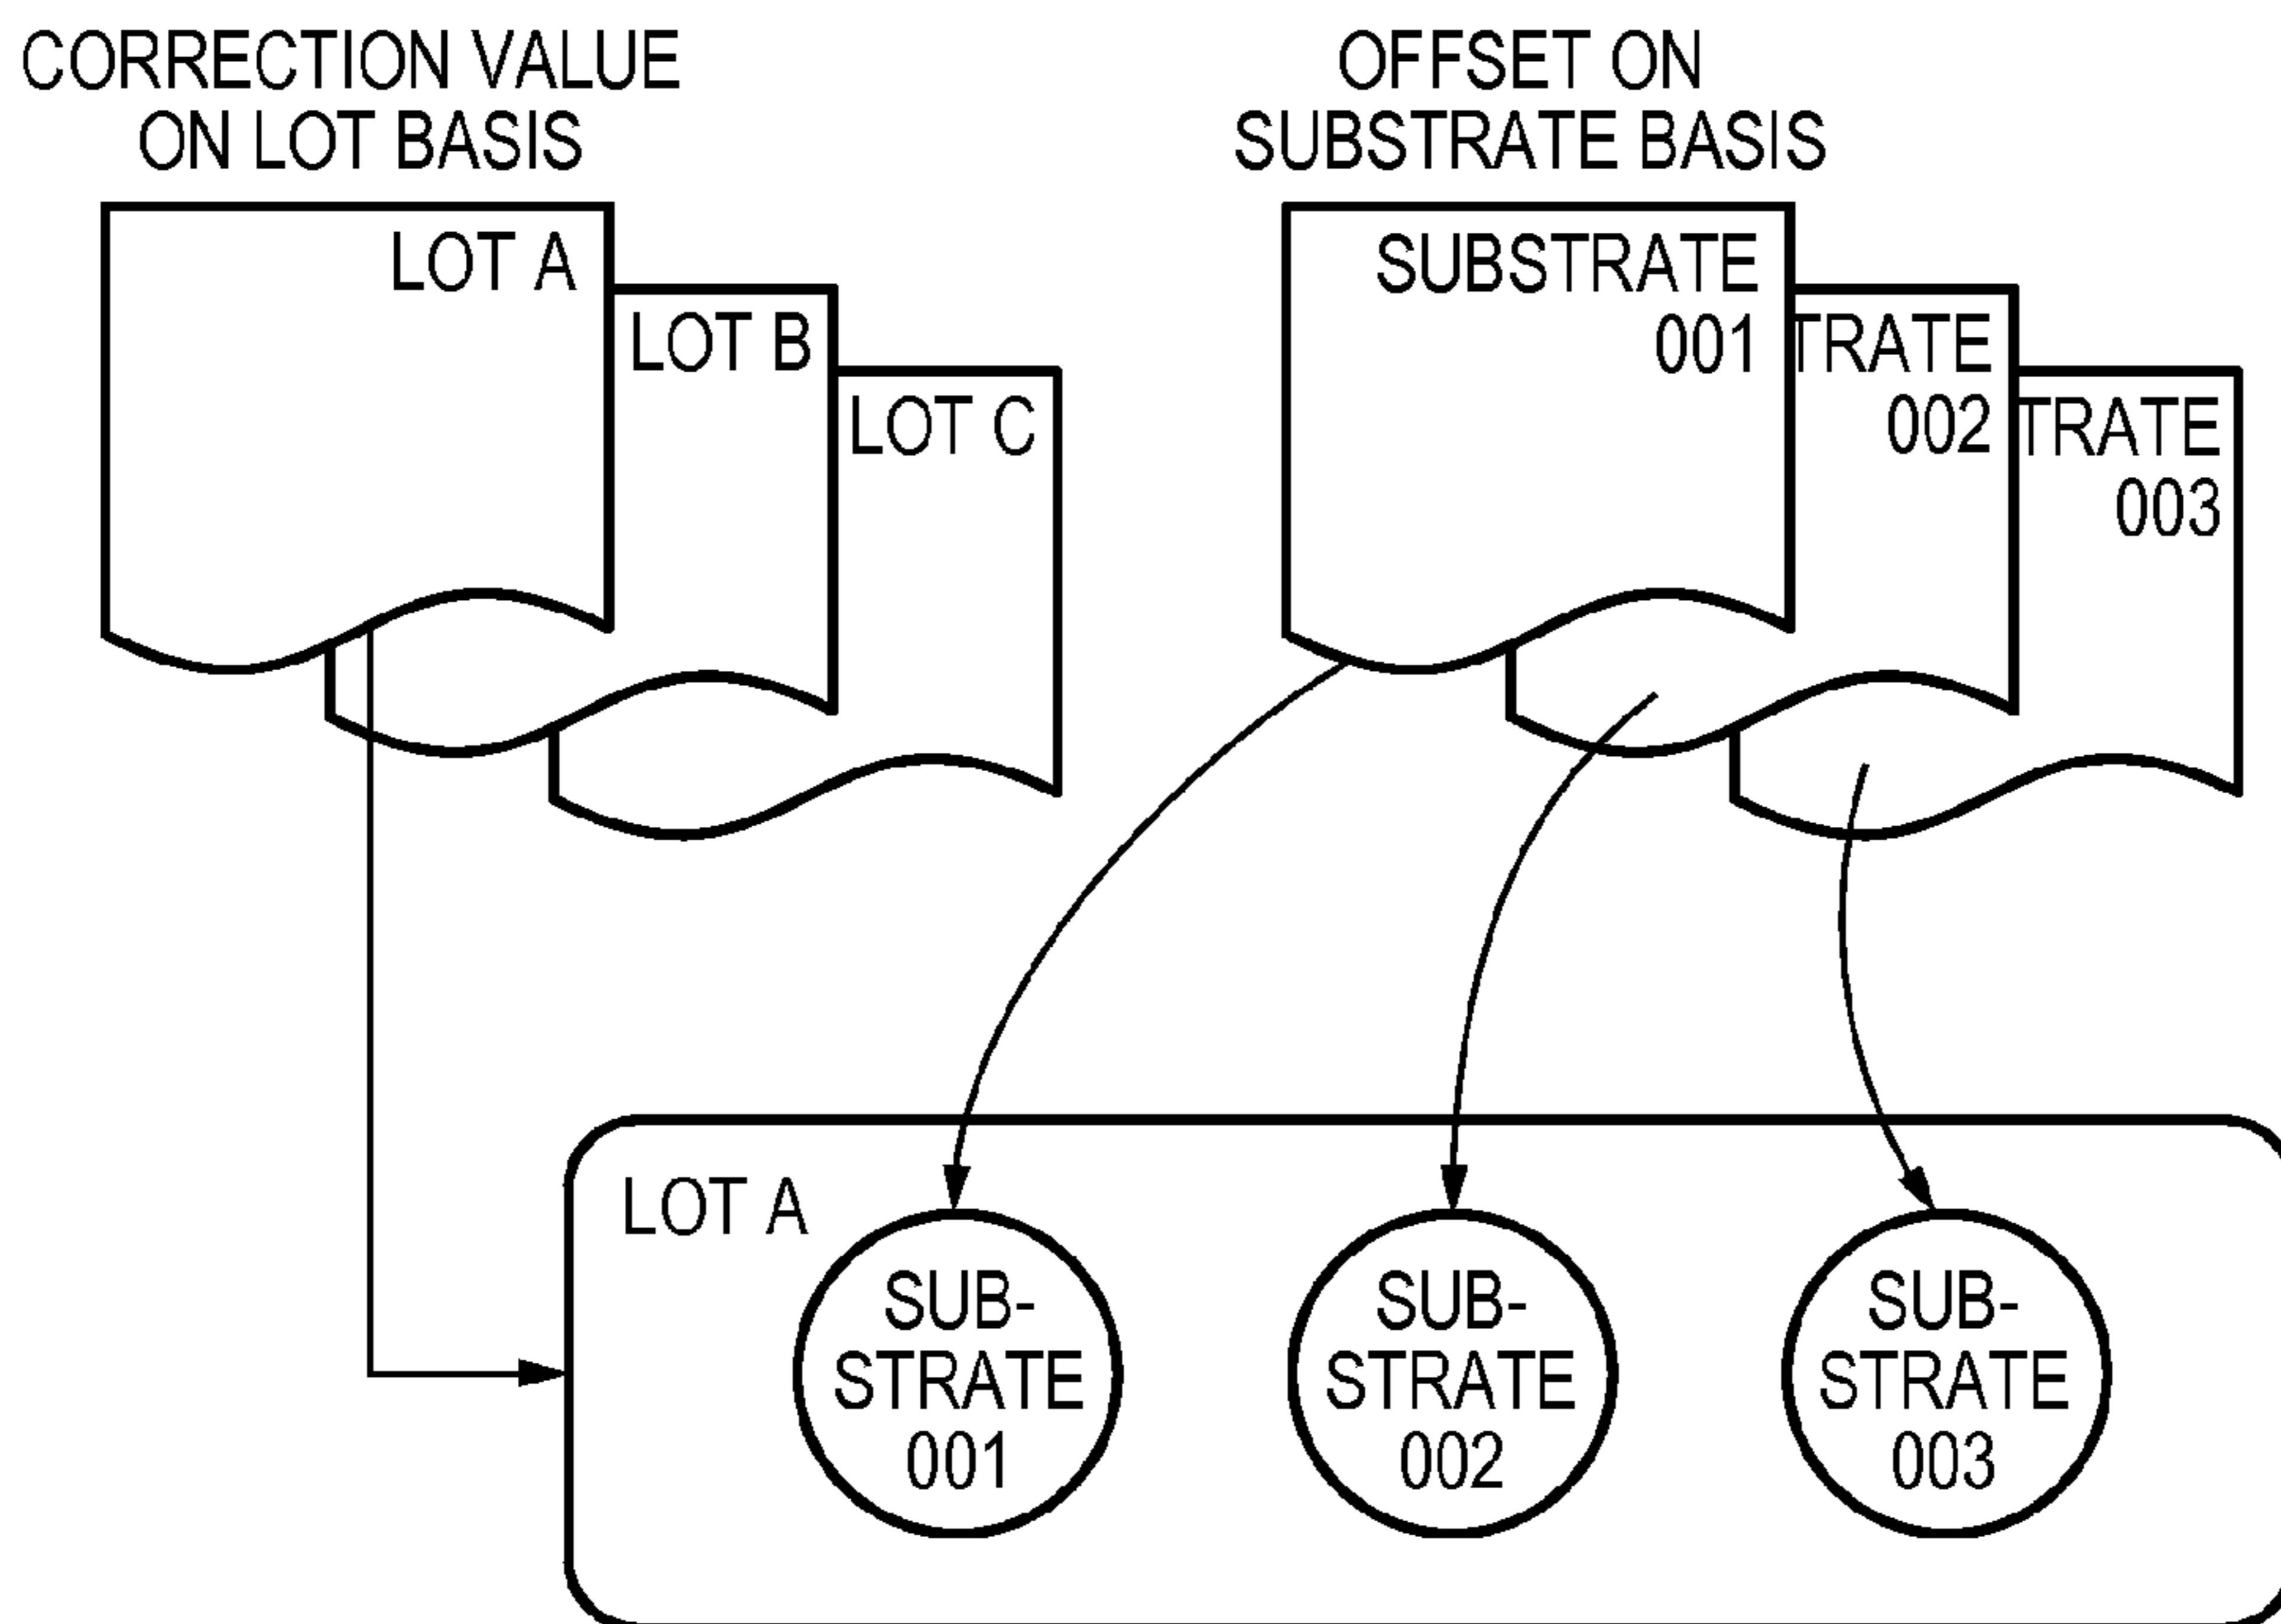 CORRECTION VALUE
ON LOT BASIS
LOT A
LOT B
LOT C
OFFSET ON
SUBSTRATE BASIS
SUBSTRATE
001
TRATE
002
TRATE
003
LOT A
SUB-
STRATE
001
SUB-
STRATE
002
SUB-
STRATE
003